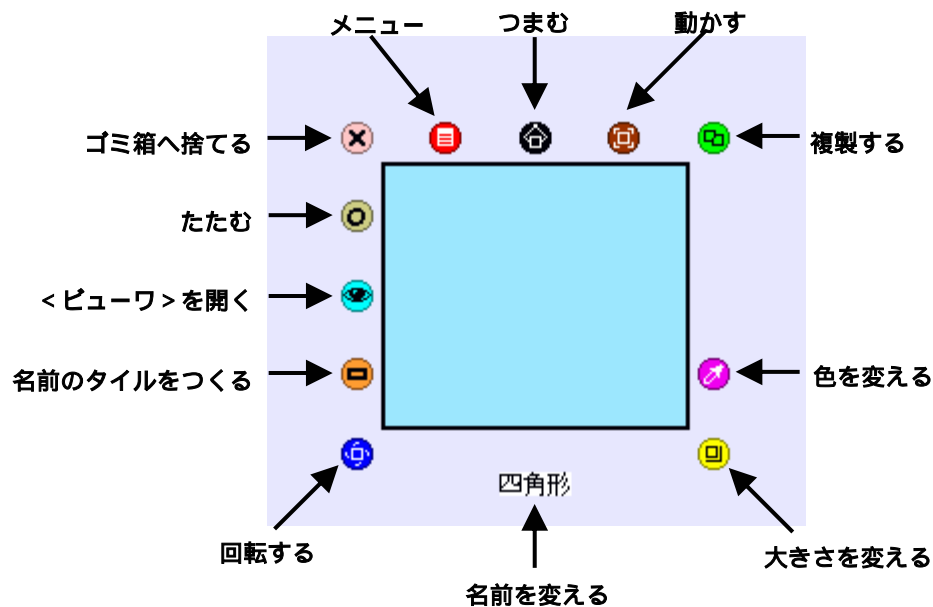 メニュー
つまむ
動かす
ゴミ箱へ捨てる
複製する
たたむ
<ビューワ>を開く
名前のタイルをつくる
色を変える
四角形
回転する
大きさを変える
名前を変える